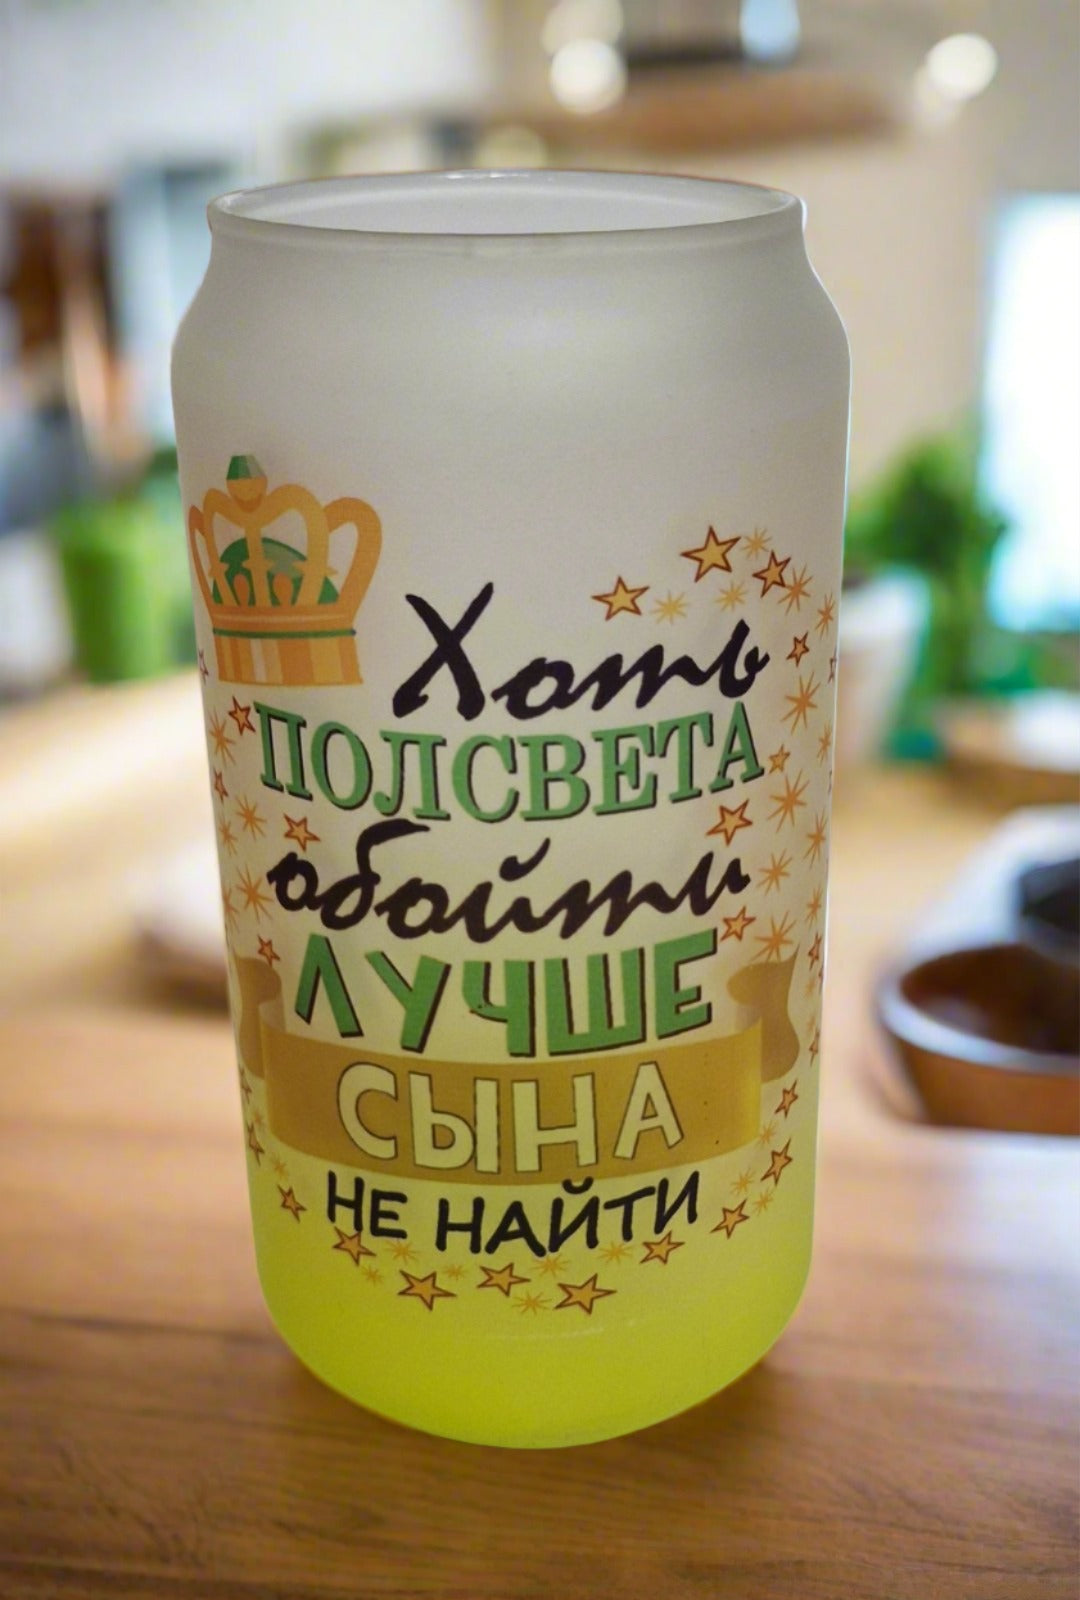 Хоть
ПОЛСВЕТА
обойти
ЛУЧШЕ
СЫНА
НЕ НАЙТИ